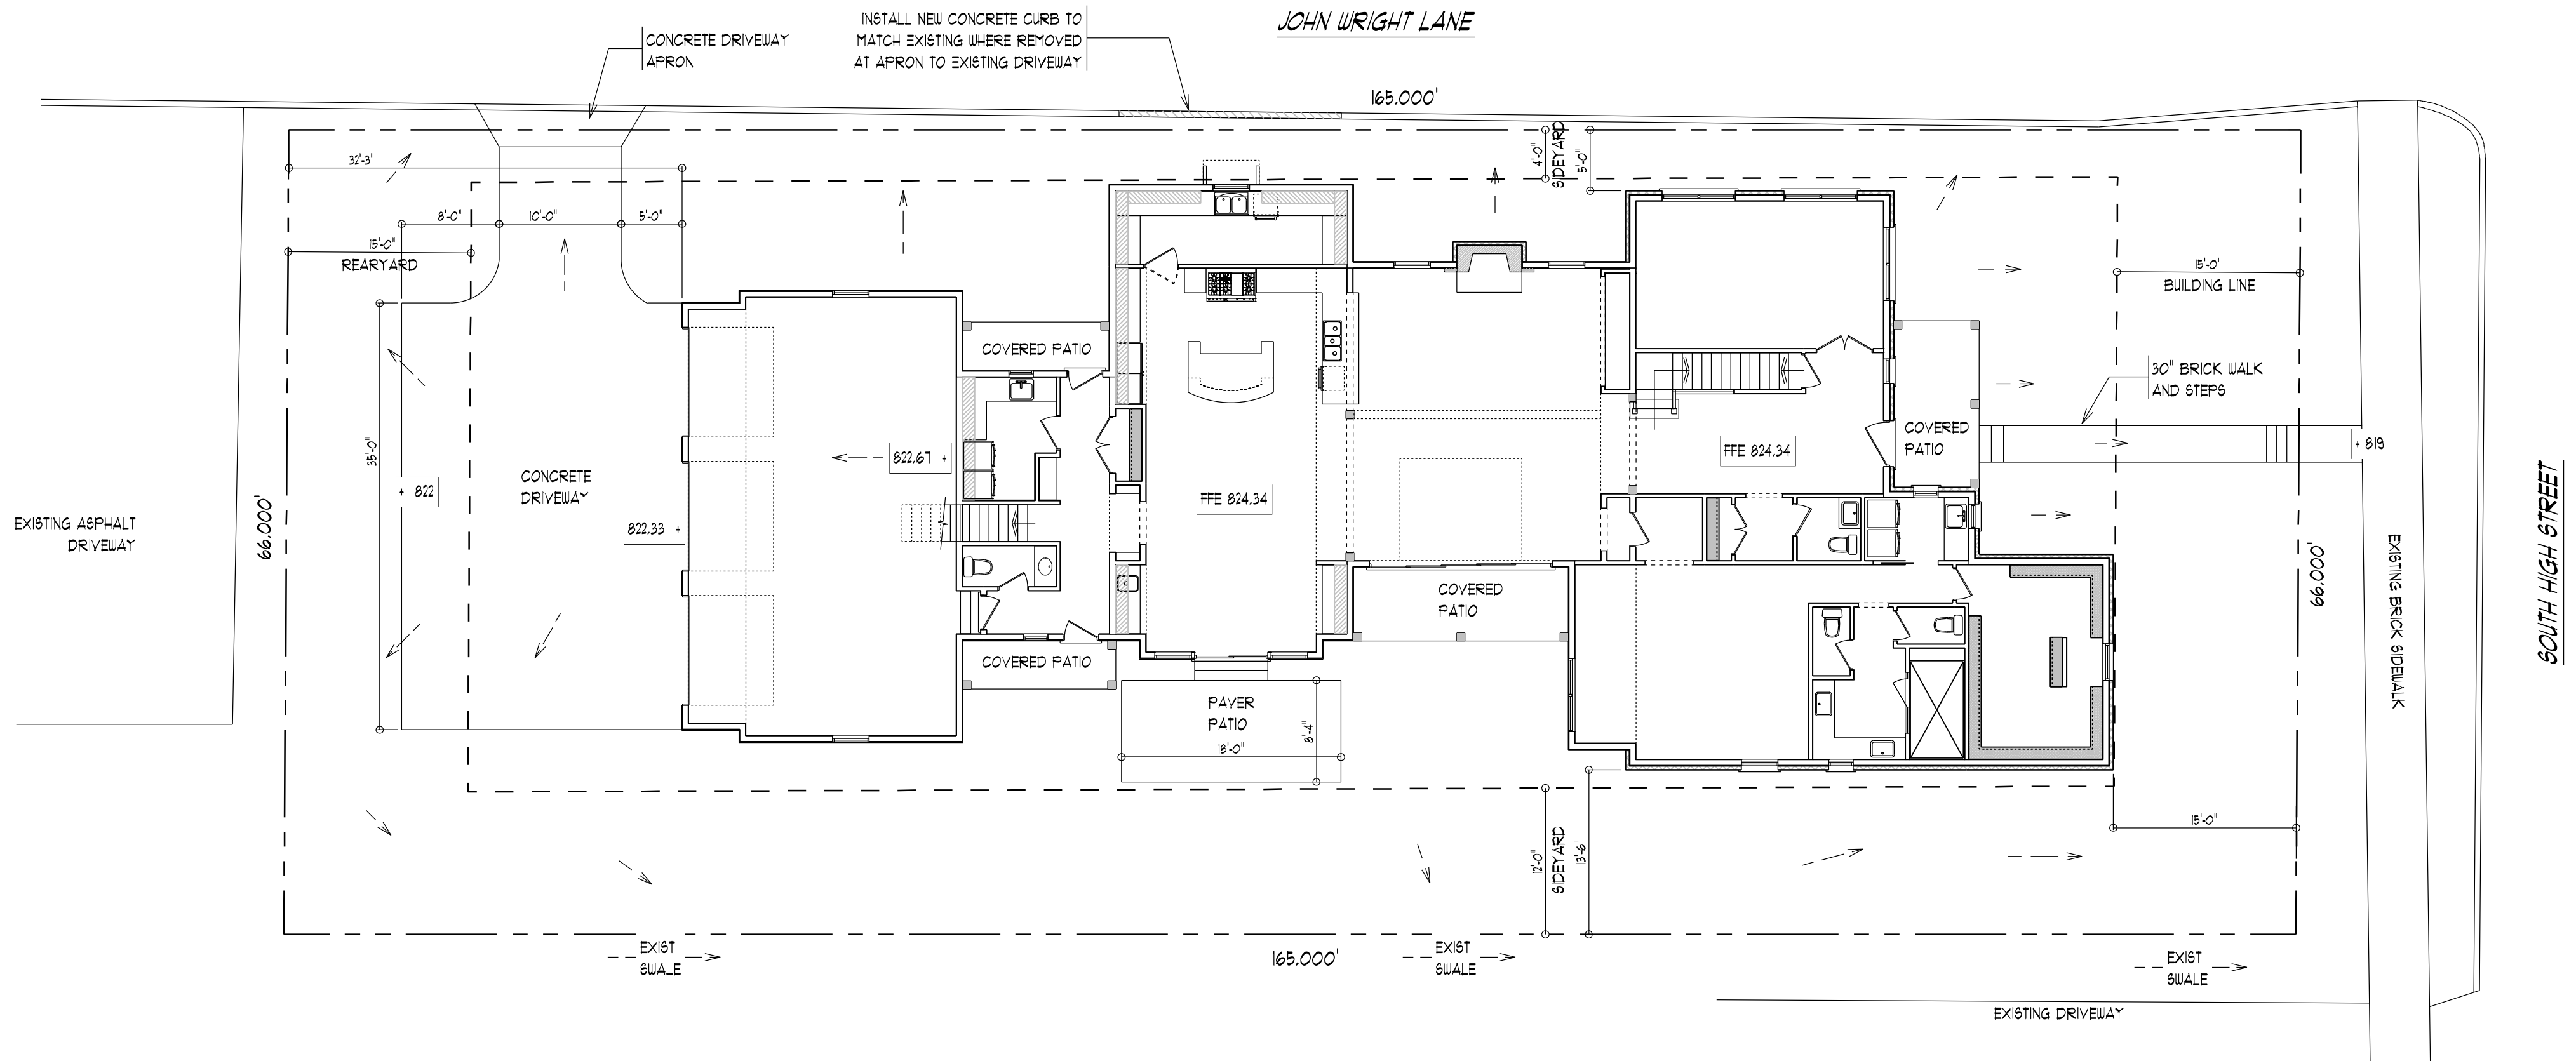 JOHN WRIGHT LANE
INSTALL NEW CONCRETE CURB TO
MATCH EXISTING WHERE REMOVED
AT APRON TO EXISTING DRIVEWAY
CONCRETE DRIVEWAY
APRON
165.000'
32'-3"
8'-0"
10'-0"
5'-0"
15'-0"
REARYARD
4'-0"
SIDEYARD
5'-0"
15'-0"
BUILDING LINE
COVERED PATIO
30" BRICK WALK
AND STEPS
COVERED
PATIO
+ 819
35'-0"
CONCRETE
DRIVEWAY
+ 822
822.67 +
822.33 +
FFE 824.34
FFE 824.34
EXISTING ASPHALT
DRIVEWAY
66.000'
COVERED
PATIO
COVERED PATIO
PAVER
PATIO
18'-0"
8'-4"
66.000'
EXISTING BRICK SIDEWALK
SOUTH HIGH STREET
12'-0"
SIDEYARD
13'-6"
15'-0"
EXIST
SWALE
165.000'
EXIST
SWALE
EXIST
SWALE
EXISTING DRIVEWAY